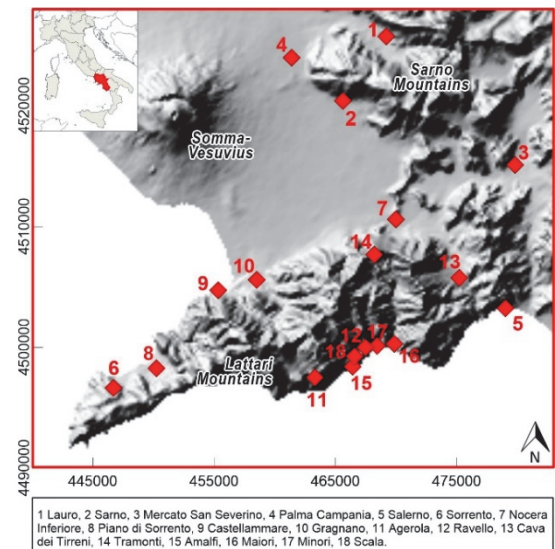 1
4
Sarno
Mountains
2
4520000
Somma-
Vesuvius
3
7
4510000
14
13
10
9
5
12 17
18
16
4500000
8
Lattari
Mountains
6
15
11
N
4490000
445000 455000 465000 475000
1 Lauro, 2 Sarno, 3 Mercato San Severino, 4 Palma Campania, 5 Salerno, 6 Sorrento, 7 Nocera
Inferiore, 8 Piano di Sorrento, 9 Castellammare, 10 Gragnano, 11 Agerola, 12 Ravello, 13 Cava
dei Tirreni, 14 Tramonti, 15 Amalfi, 16 Maiori, 17 Minori, 18 Scala.